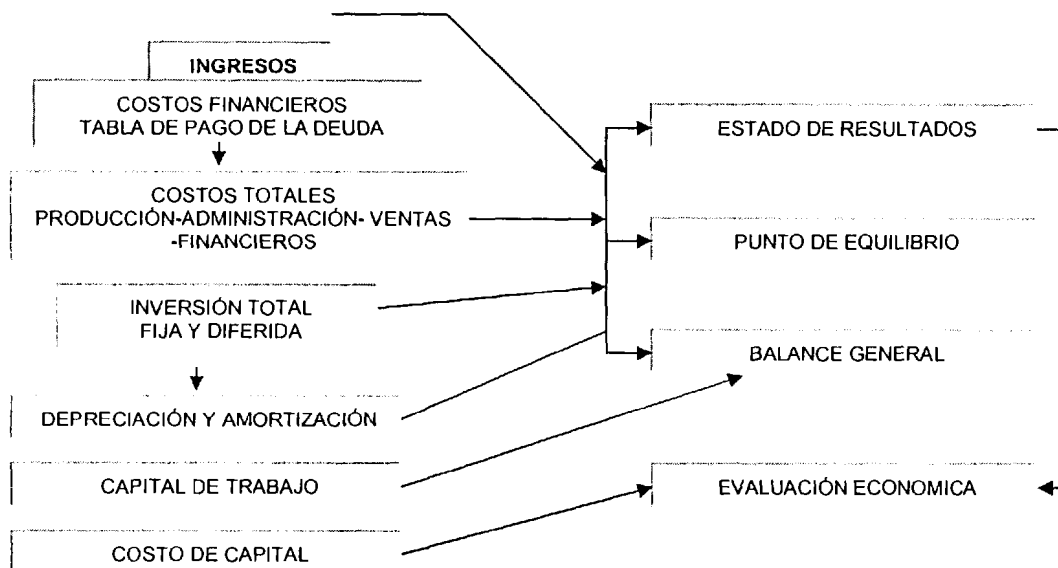 INGRESOS
COSTOS FINANCIEROS
TABLA DE PAGO DE LA DEUDA
COSTOS TOTALES
PRODUCCIÓN-ADMINISTRACIÓN- VENTAS
-FINANCIEROS
INVERSIÓN TOTAL
FIJA Y DIFERIDA
DEPRECIACIÓN Y AMORTIZACIÓN
CAPITAL DE TRABAJO
COSTO DE CAPITAL
ESTADO DE RESULTADOS
PUNTO DE EQUILIBRIO
BALANCE GENERAL
EVALUACIÓN ECONOMICA